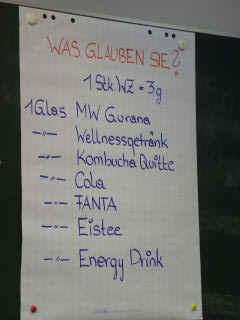 WAS GLAUBEN SIE?
1 Stk WZ = 3g
1 Glas MW Gurana
-"- Wellnessgetränk
-"- Kombucha Quitte
-"- Cola
-"- FANTA
-"- Eistee
-"- Energy Drink